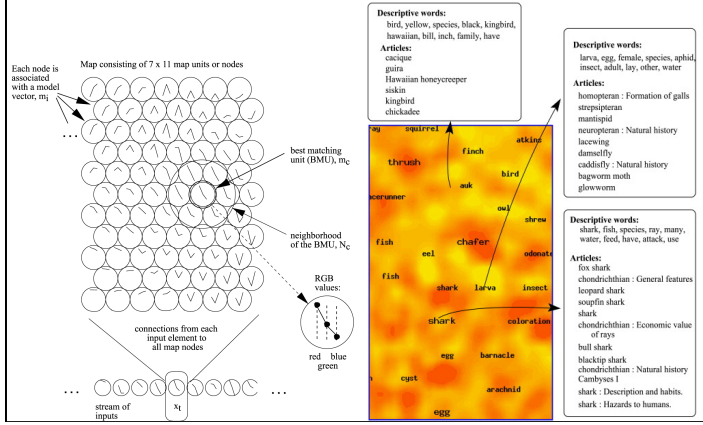 Each node is
associated
with a model
vector, mi
Map consisting of 7 x 11 map units or nodes
. . .
best matching
unit (BMU), mc
neighborhood
of the BMU, Nc
RGB
values:
red blue
green
connections from each
input element to
all map nodes
. . .
. . .
stream of
inputs
xt
Descriptive words:
bird, yellow, species, black, kingbird,
hawaiian, bill, inch, family, have
Articles:
cacique
guira
Hawaiian honeycreeper
siskin
kingbird
chickadee
ray squirrel
atkins
finch
thrush
bird
auk
acerunner
owl
shrew
fish
chafer
eel
odonate
fish
shark larva insect
shark coloration
egg barnacle
cyst
arachnid
egg
Descriptive words:
larva, egg, female, species, aphid,
insect, adult, lay, other, water
Articles:
homopteran : Formation of galls
strepsipteran
mantispid
neuropteran : Natural history
lacewing
damselfly
caddisfly : Natural history
bagworm moth
glowworm
Descriptive words:
shark, fish, species, ray, many,
water, feed, have, attack, use
Articles:
fox shark
chondrichthian : General features
leopard shark
soupfin shark
shark
chondrichthian : Economic value
of rays
bull shark
blacktip shark
chondrichthian : Natural history
Cambyses I
shark : Description and habits.
shark : Hazards to humans.